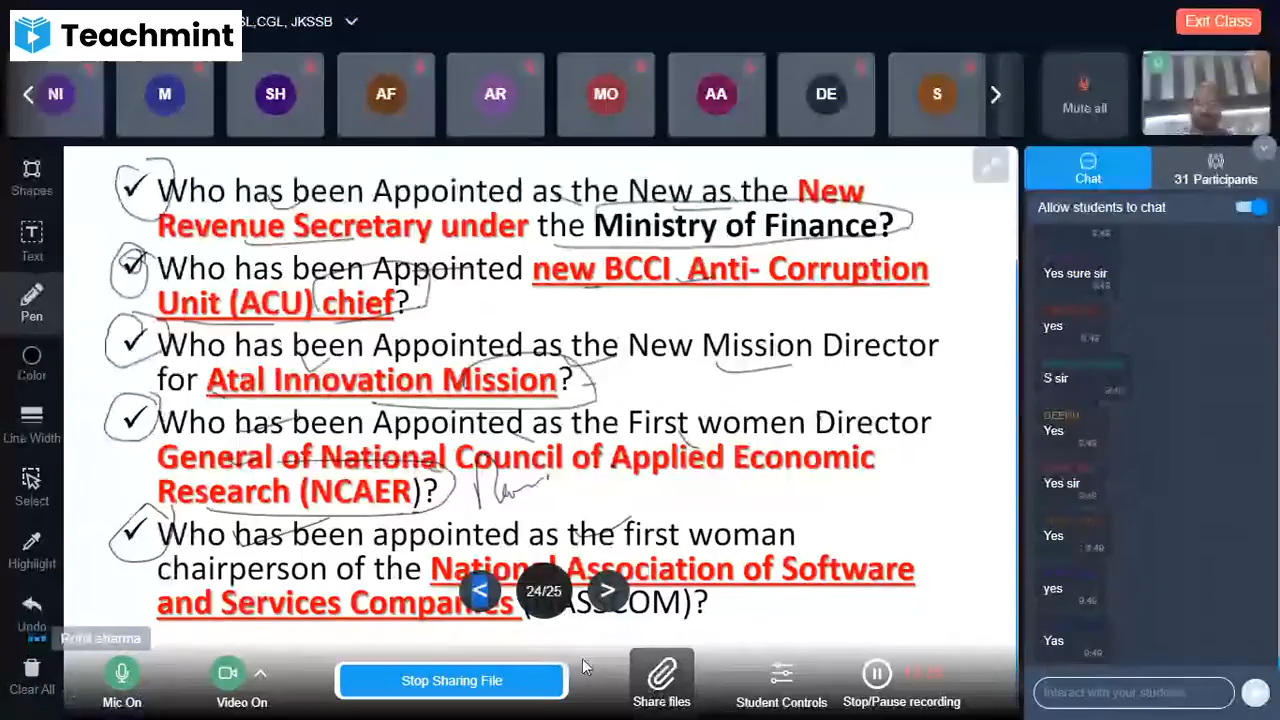 Teachmint
SL,CGL, JKSSB
Exit Class
NI
M
SH
AF
AR
MO
AA
DE
S
Mute all
Shapes
Text
Pen
Color
Line Width
Select
Highlight
Undo
Clear All
✓ Who has been Appointed as the New as the New
Revenue Secretary under the Ministry of Finance?
✓ Who has been Appointed new BCCI Anti- Corruption
Unit (ACU) chief?
✓ Who has been Appointed as the New Mission Director
for Atal Innovation Mission?
✓ Who has been Appointed as the First women Director
General of National Council of Applied Economic
Research (NCAER)?
✓ Who has been appointed as the first woman
chairperson of the National Association of Software
and Services Companies
24/25
Chat
31 Participants
Allow students to chat
Yes sure sir
yes
S sir
Yes
Yes sir
Yes
yes
9:49
Yas
9:49
Interact with your students
Rohit sharma
Mic On
Video On
Stop Sharing File
Share files
Student Controls
Stop/Pause recording